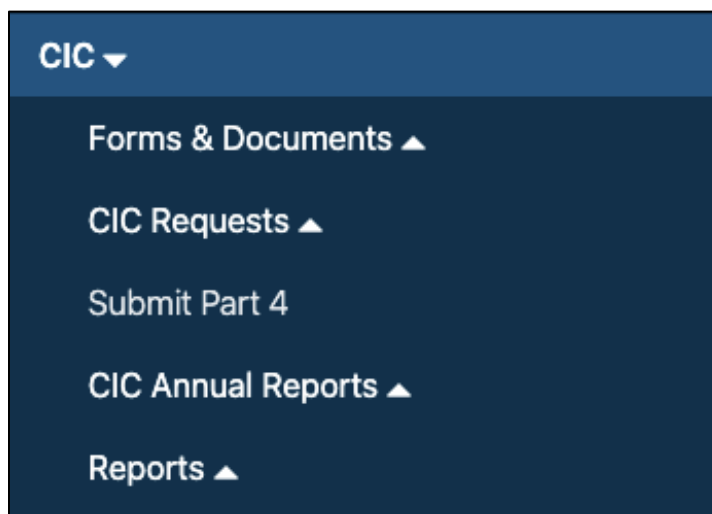 CIC
Forms & Documents
CIC Requests
Submit Part 4
CIC Annual Reports
Reports